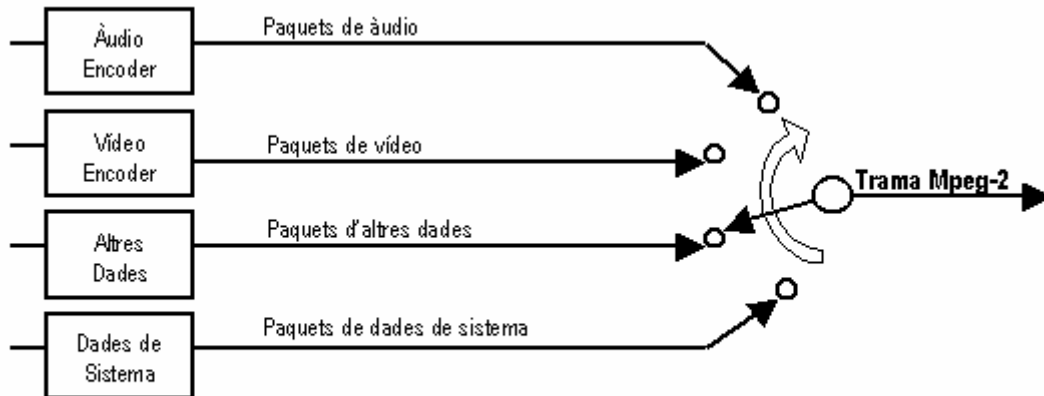 Àudio
Encoder
Paquets de àudio
Vídeo
Encoder
Paquets de vídeo
Trama Mpeg-2
Altres
Dades
Paquets d'altres dades
Dades de
Sistema
Paquets de dades de sistema